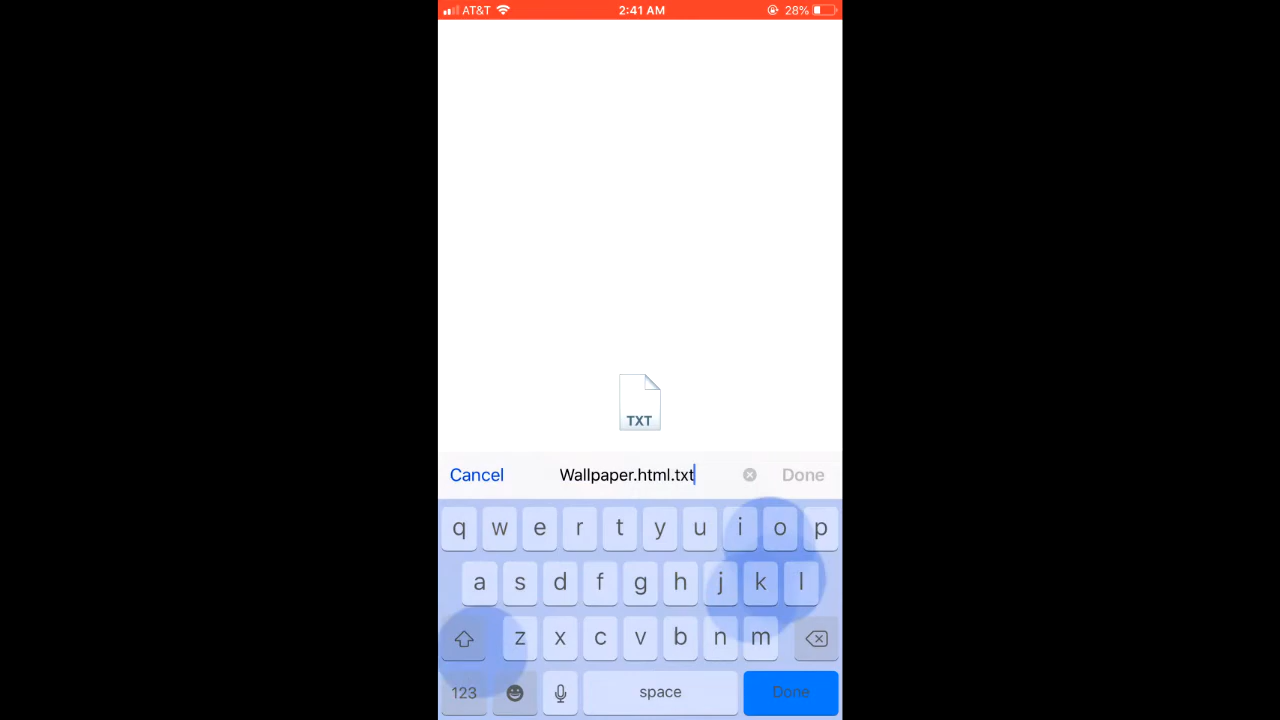 AT&T 2:41 AM 28%
TXT
Cancel Wallpaper.html.txt Done
q w e r t y u i o p
a s d f g h j k l
z x c v b n m
123 space Done